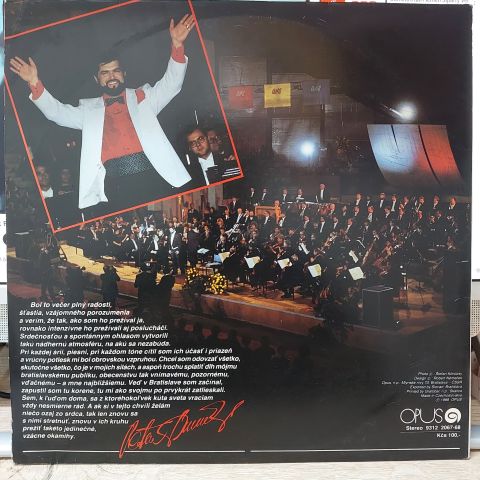 Bol to večer plný radosti,
šťastia, vzájomného porozumenia
a verím, že tak, ako som ho prežíval ja,
rovnako intenzívne ho prežívali aj poslucháči.
Srdečnosťou a spontánnym ohlasom vytvorili
takú nádhernú atmosféru, na akú sa nezabúda.
Pri každej árii, piesni, pri každom tóne cítil som ich účasť i priazeň
a vrúcny potlesk mi bol obrovskou vzpruhou. Chcel som odovzdať všetko,
skutočne všetko, čo je v mojich silách, a aspoň trochu splatiť dlh môjmu
bratislavskému publiku, obecenstvu tak vnímavému, pozornému,
vďačnému – a mne najbližšiemu. Veď v Bratislave som začínal,
zapustil som tu korene, tu mi ako svojmu po prvýkrát zatlieskali.
Sem, k ľuďom doma, sa z ktoréhokoľvek kúta sveta vraciam
vždy nesmierne rád. A ak si v tejto chvíli želám
niečo ozaj zo srdca, tak len znovu sa
s nimi stretnúť, znovu v ich kruhu
prežiť takéto jedinečné,
vzácne okamihy.
OPUS
Stereo 9312 2067-68
Kčs 100,-